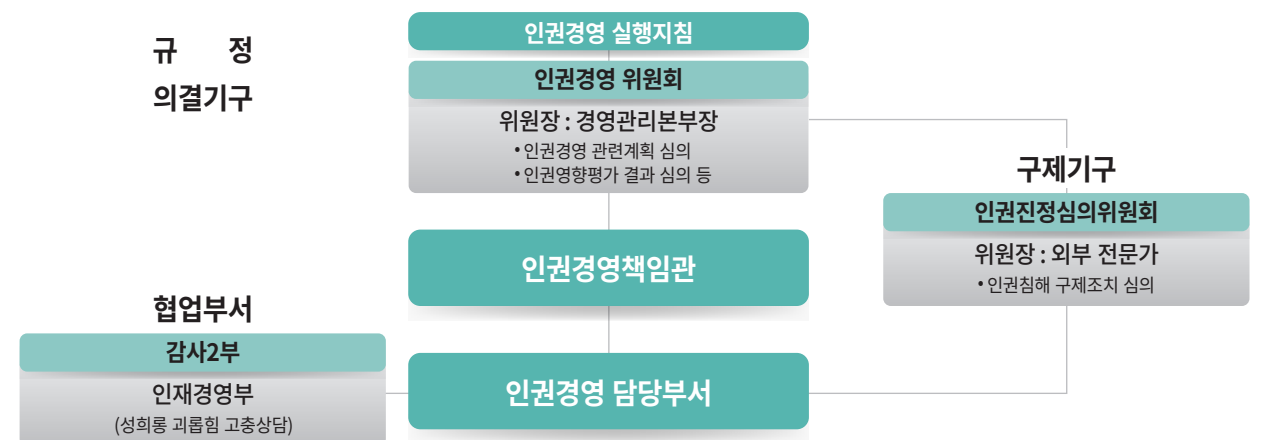 규 정
의결기구
인권경영 실행지침
인권경영 위원회
위원장 : 경영관리본부장
• 인권경영 관련계획 심의
• 인권영향평가 결과 심의 등
구제기구
인권진정심의위원회
위원장 : 외부 전문가
• 인권침해 구제조치 심의
인권경영책임관
협업부서
감사2부
인재경영부
(성희롱 괴롭힘 고충상담)
인권경영 담당부서